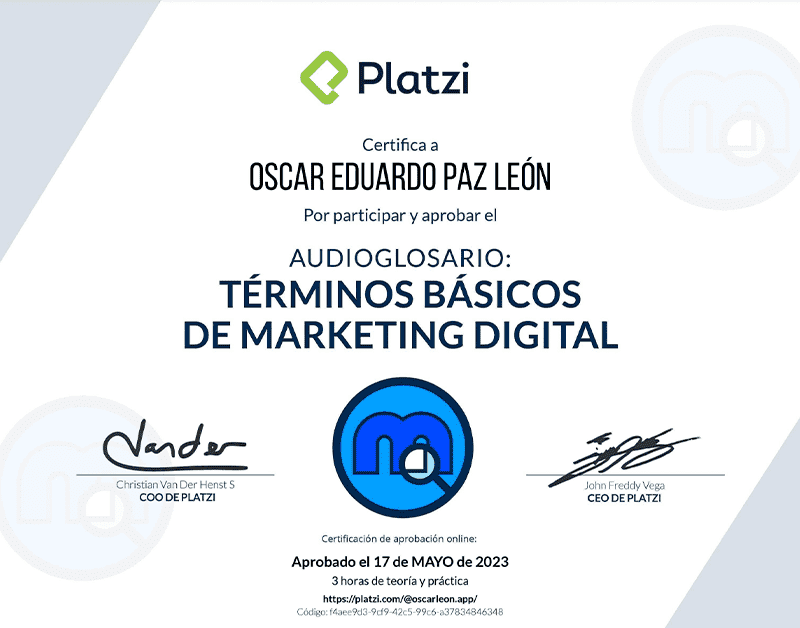 Platzi
Certifica a
OSCAR EDUARDO PAZ LEÓN
Por participar y aprobar el
AUDIOGLOSARIO:
TÉRMINOS BÁSICOS
DE MARKETING DIGITAL
Vander
Christian Van Der Henst S
COO DE PLATZI
John Freddy Vega
CEO DE PLATZI
Certificación de aprobación online:
Aprobado el 17 de MAYO de 2023
3 horas de teoría y práctica
https://platzi.com/@oscarleon.app/
Código: f4aee9d3-9cf9-42c5-99c6-a37834846348